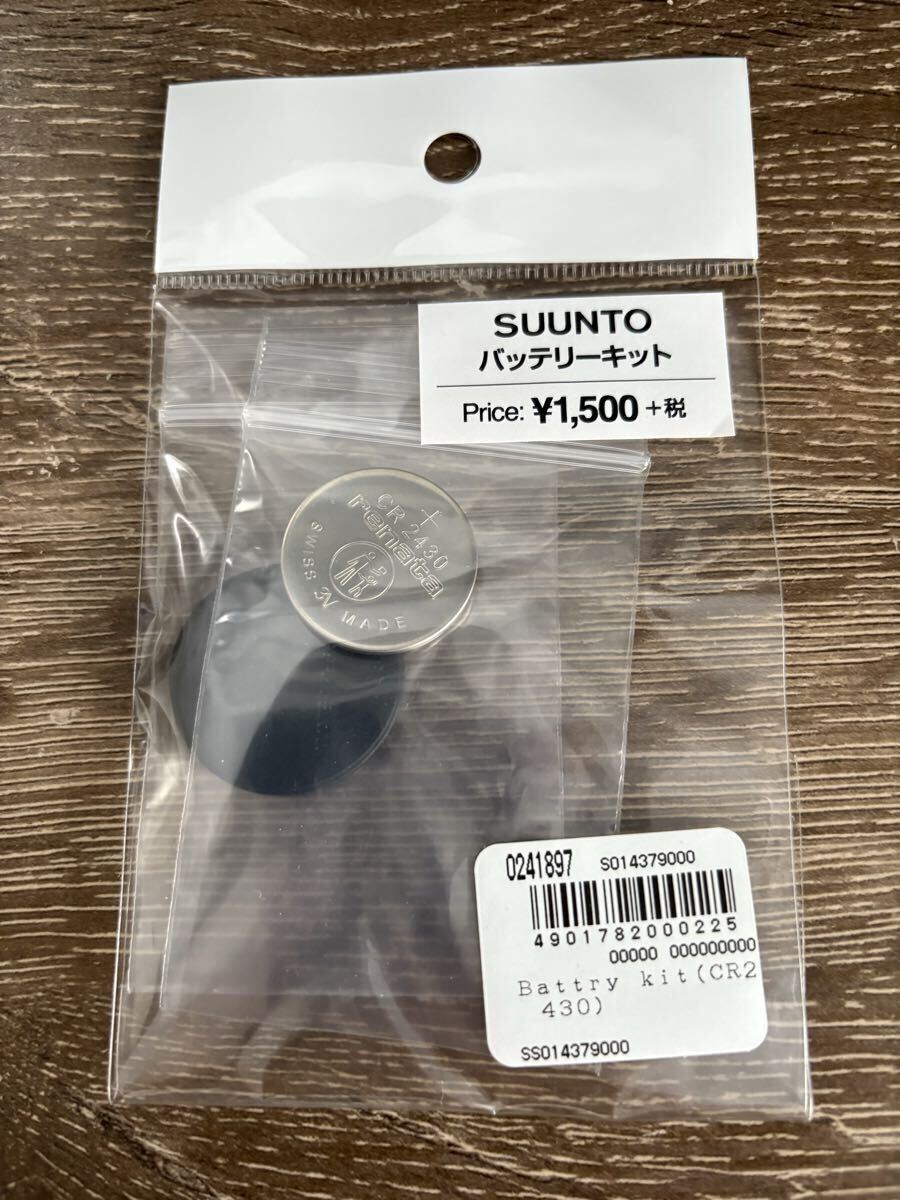 SUUNTO
バッテリーキット
Price: ¥1,500 +税
+
CR 2430
renata
SWISS 3V MADE
0241897 S014379000
4901782000225
00000 000000000
Battry kit(CR2
430)
SS014379000